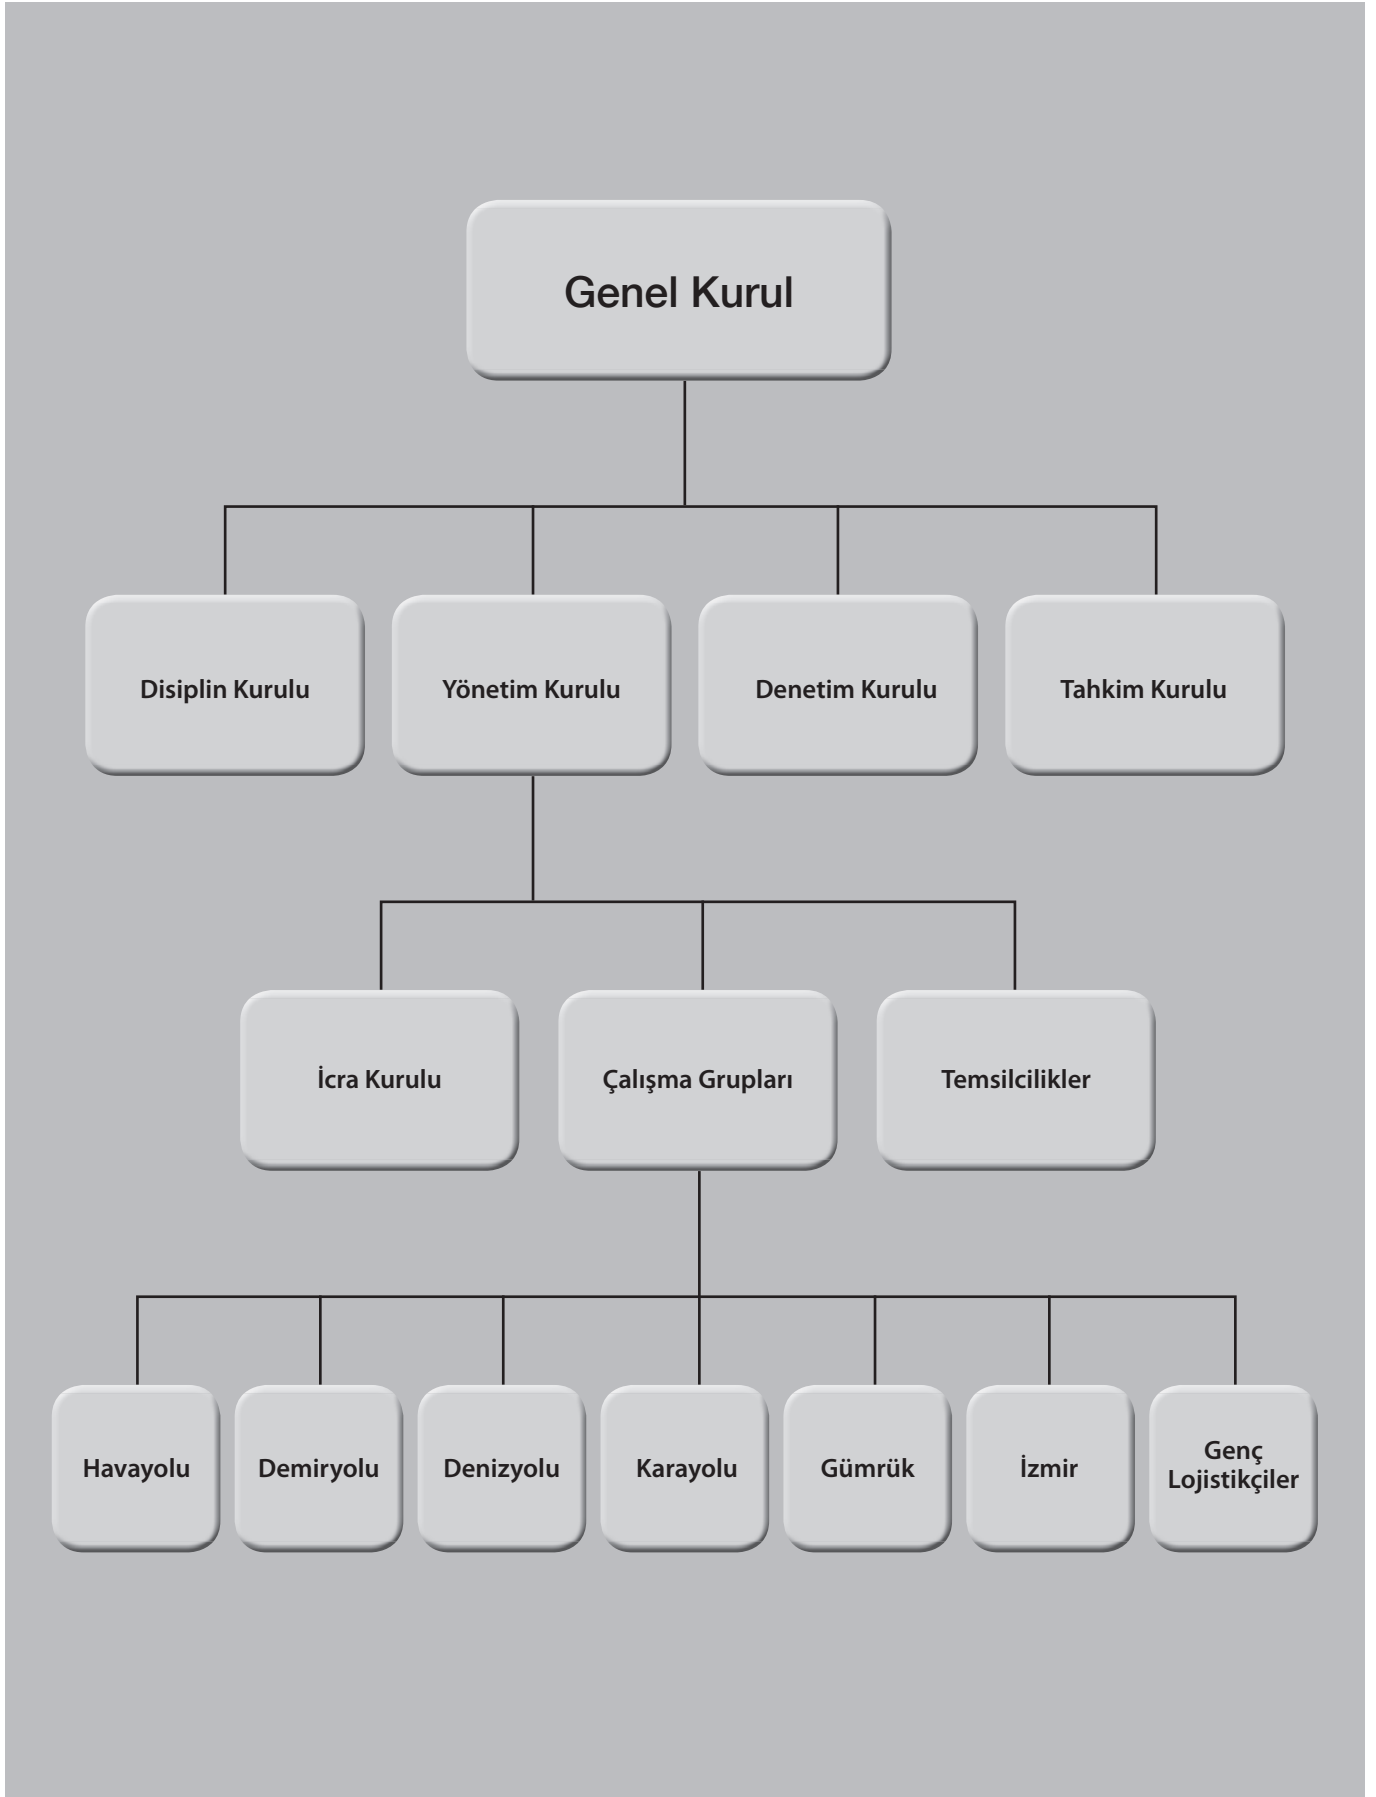 Genel Kurul
Disiplin Kurulu
Yönetim Kurulu
Denetim Kurulu
Tahkim Kurulu
İcra Kurulu
Çalışma Grupları
Temsilcilikler
Havayolu
Demiryolu
Denizyolu
Karayolu
Gümrük
İzmir
Genç
Lojistikçiler